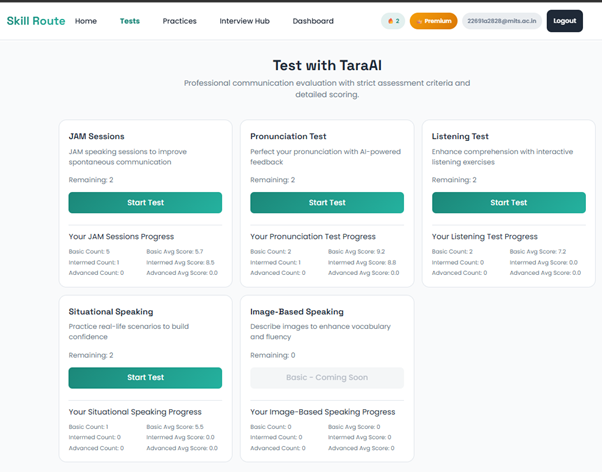 Skill Route Home Tests Practices Interview Hub Dashboard 🔥 2 Premium 22691a2828@mits.ac.in Logout
Test with TaraAI
Professional communication evaluation with strict assessment criteria and
detailed scoring.
JAM Sessions
JAM speaking sessions to improve
spontaneous communication
Remaining: 2
Start Test
Your JAM Sessions Progress
Basic Count: 5 Basic Avg Score: 5.7
Intermed Count: 1 Intermed Avg Score: 8.5
Advanced Count: 0 Advanced Avg Score: 0.0
Pronunciation Test
Perfect your pronunciation with AI-powered
feedback
Remaining: 2
Start Test
Your Pronunciation Test Progress
Basic Count: 2 Basic Avg Score: 9.2
Intermed Count: 1 Intermed Avg Score: 8.8
Advanced Count: 0 Advanced Avg Score: 0.0
Listening Test
Enhance comprehension with interactive
listening exercises
Remaining: 2
Start Test
Your Listening Test Progress
Basic Count: 2 Basic Avg Score: 7.2
Intermed Count: 0 Intermed Avg Score: 0.0
Advanced Count: 0 Advanced Avg Score: 0.0
Situational Speaking
Practice real-life scenarios to build
confidence
Remaining: 2
Start Test
Your Situational Speaking Progress
Basic Count: 1 Basic Avg Score: 5.5
Intermed Count: 0 Intermed Avg Score: 0.0
Advanced Count: 0 Advanced Avg Score: 0.0
Image-Based Speaking
Describe images to enhance vocabulary
and fluency
Remaining: 0
Basic - Coming Soon
Your Image-Based Speaking Progress
Basic Count: 0 Basic Avg Score: 0.0
Intermed Count: 0 Intermed Avg Score: 0.0
Advanced Count: 0 Advanced Avg Score: 0.0